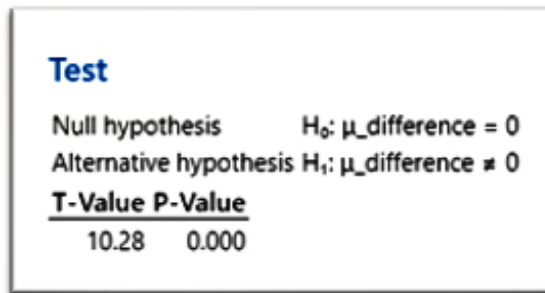 Test
Null hypothesis H₀: μ_difference = 0
Alternative hypothesis H₁: μ_difference ≠ 0
T-Value P-Value
10.28 0.000